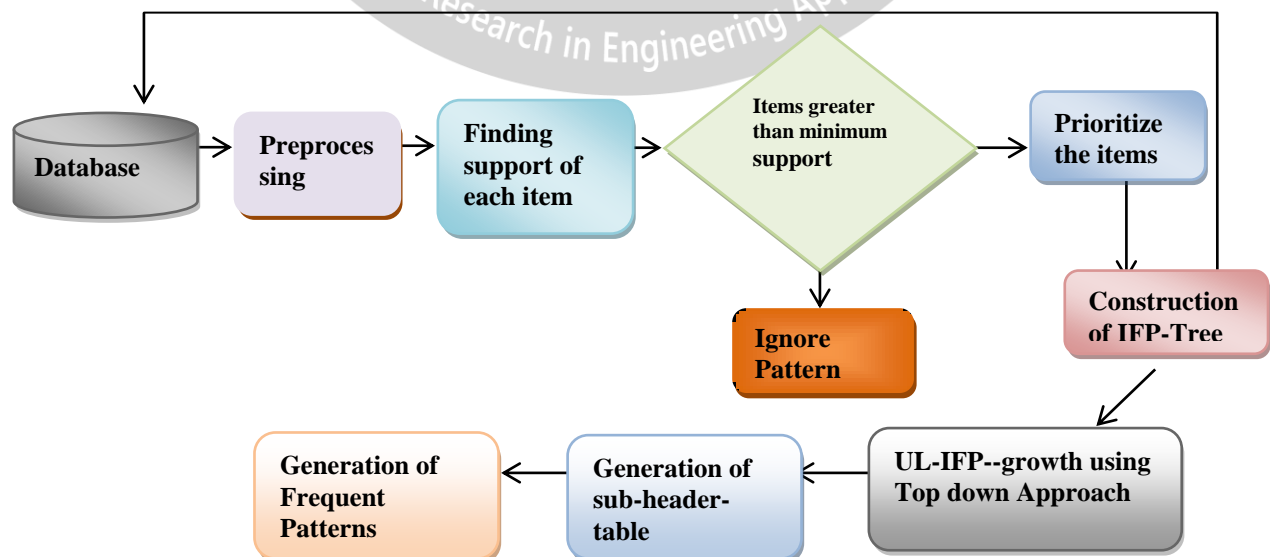 Research in Engineering
Database
Preproces
sing
Finding
support of
each item
Items greater
than minimum
support
Prioritize
the items
Construction
of IFP-Tree
Ignore
Pattern
UL-IFP--growth using
Top down Approach
Generation of
sub-header-
table
Generation of
Frequent
Patterns